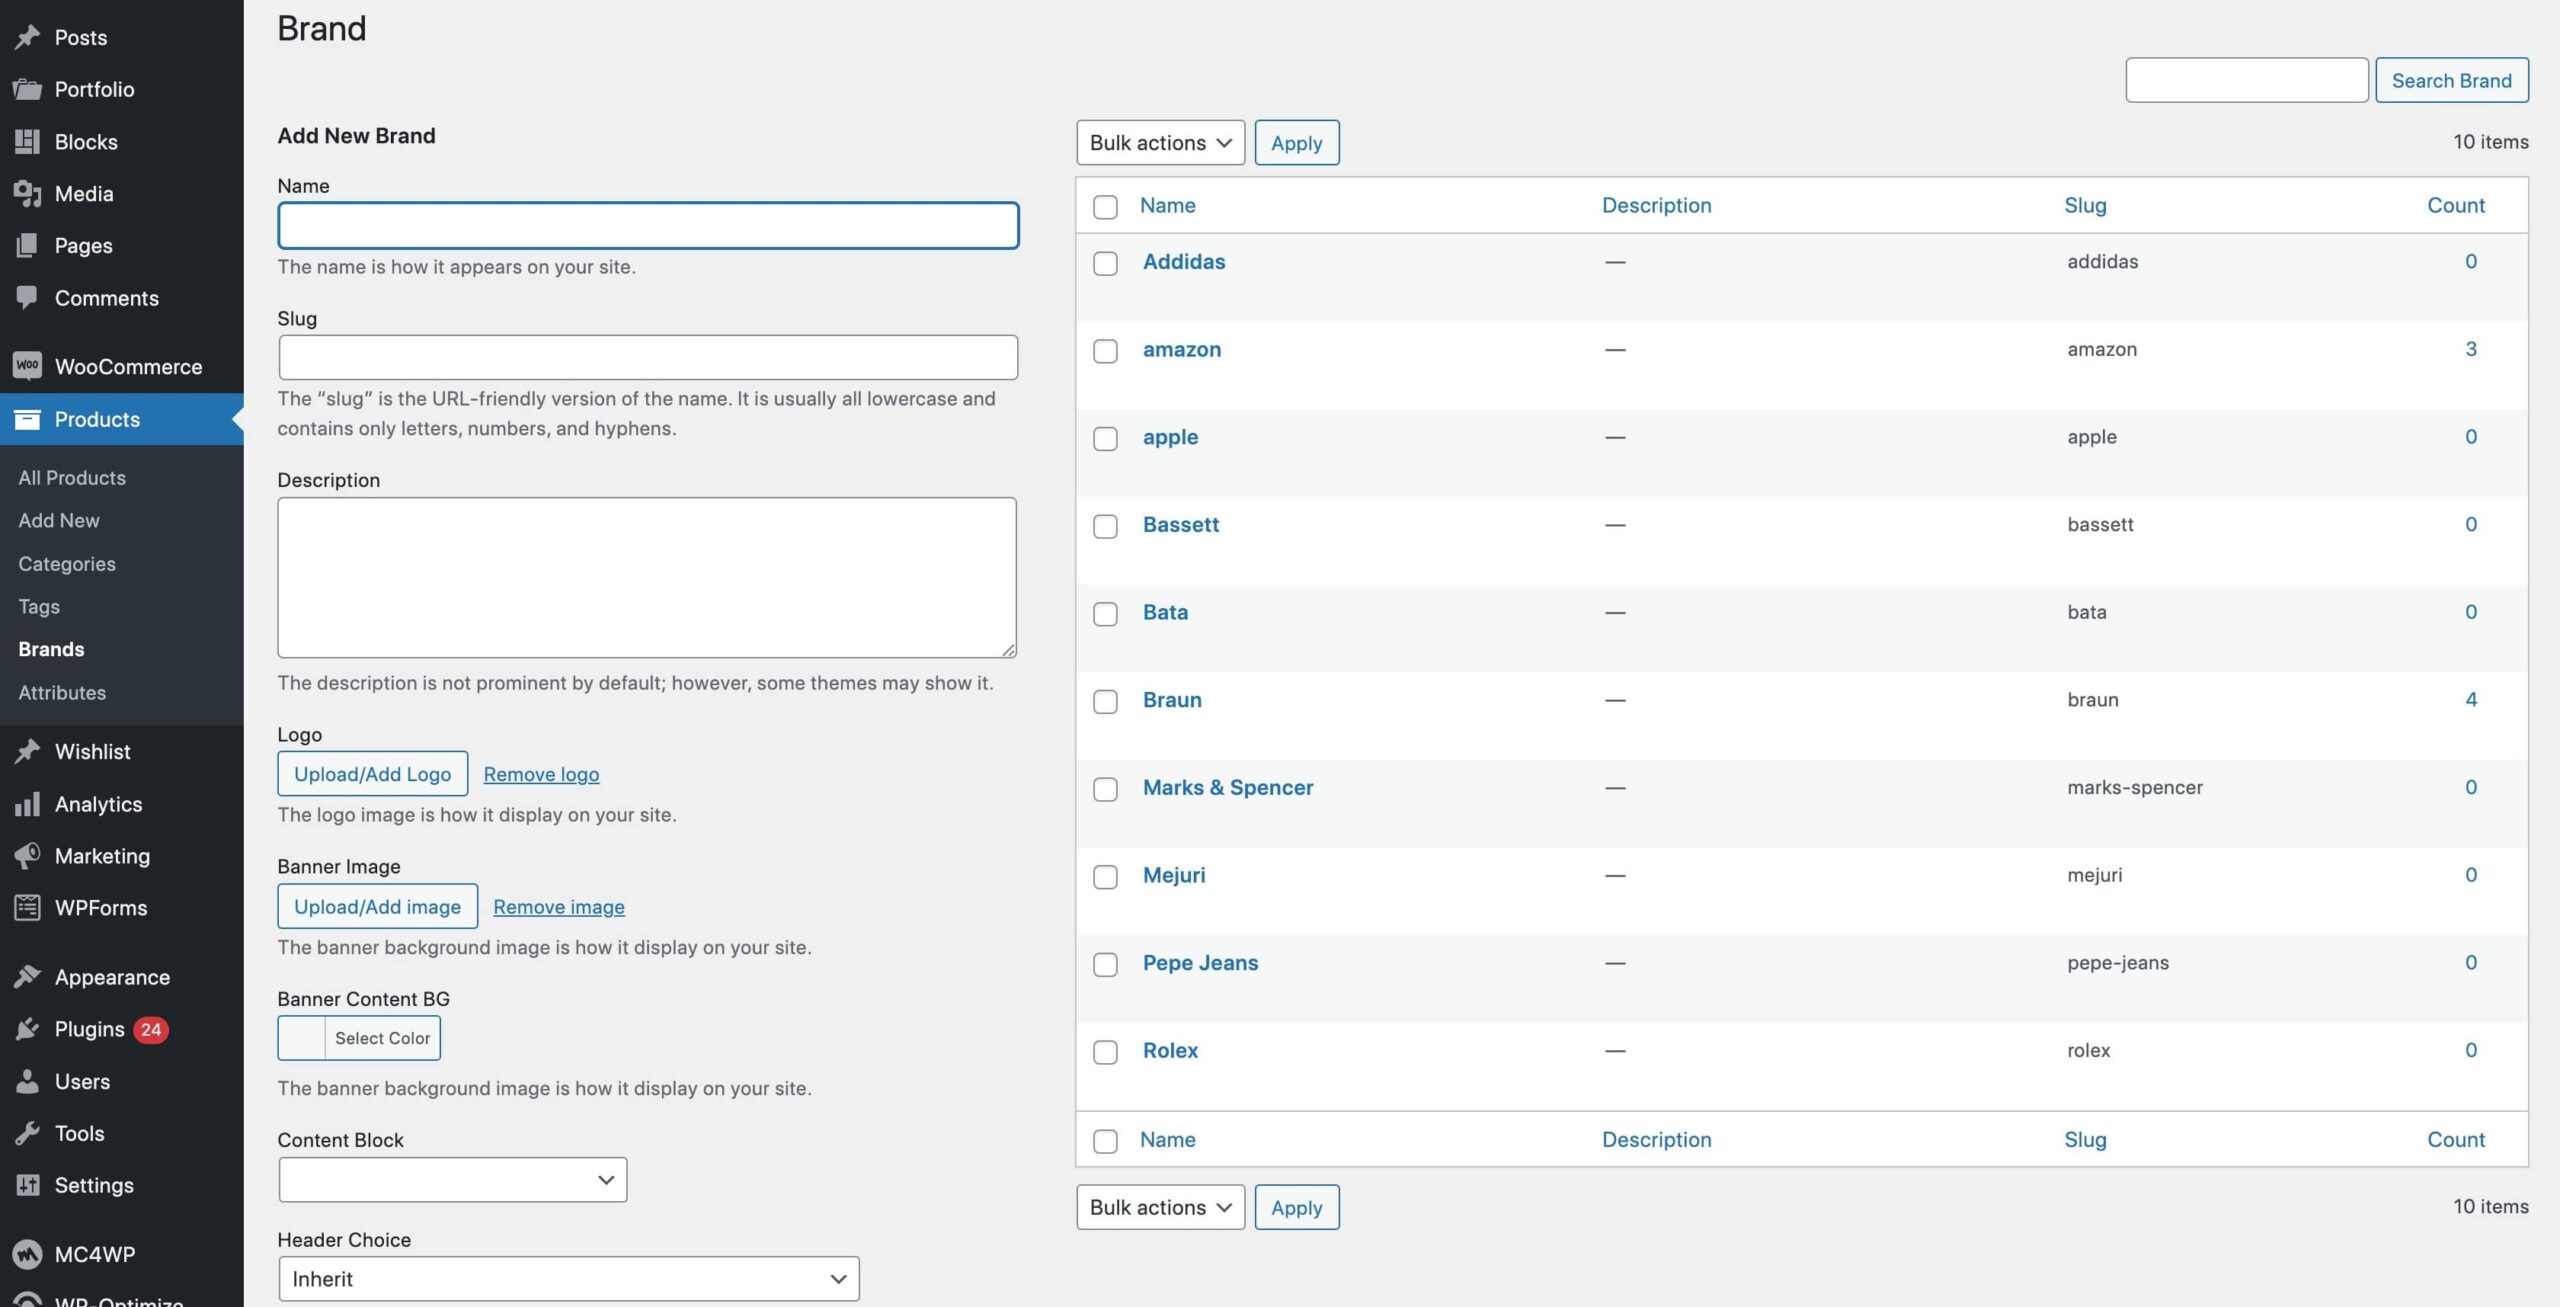 Posts
Portfolio
Blocks
Media
Pages
Comments
Woo WooCommerce
Products
All Products
Add New
Categories
Tags
Brands
Attributes
Wishlist
Analytics
Marketing
WPForms
Appearance
Plugins 24
Users
Tools
Settings
MC4WP
WP-Optimize
Brand
Add New Brand
Name
The name is how it appears on your site.
Slug
The “slug” is the URL-friendly version of the name. It is usually all lowercase and
contains only letters, numbers, and hyphens.
Description
The description is not prominent by default; however, some themes may show it.
Logo
Upload/Add Logo Remove logo
The logo image is how it display on your site.
Banner Image
Upload/Add image Remove image
The banner background image is how it display on your site.
Banner Content BG
Select Color
The banner background image is how it display on your site.
Content Block
Header Choice
Inherit
Search Brand
Bulk actions Apply 10 items
Name Description Slug Count
Addidas — addidas 0
amazon — amazon 3
apple — apple 0
Bassett — bassett 0
Bata — bata 0
Braun — braun 4
Marks & Spencer — marks-spencer 0
Mejuri — mejuri 0
Pepe Jeans — pepe-jeans 0
Rolex — rolex 0
Name Description Slug Count
Bulk actions Apply 10 items